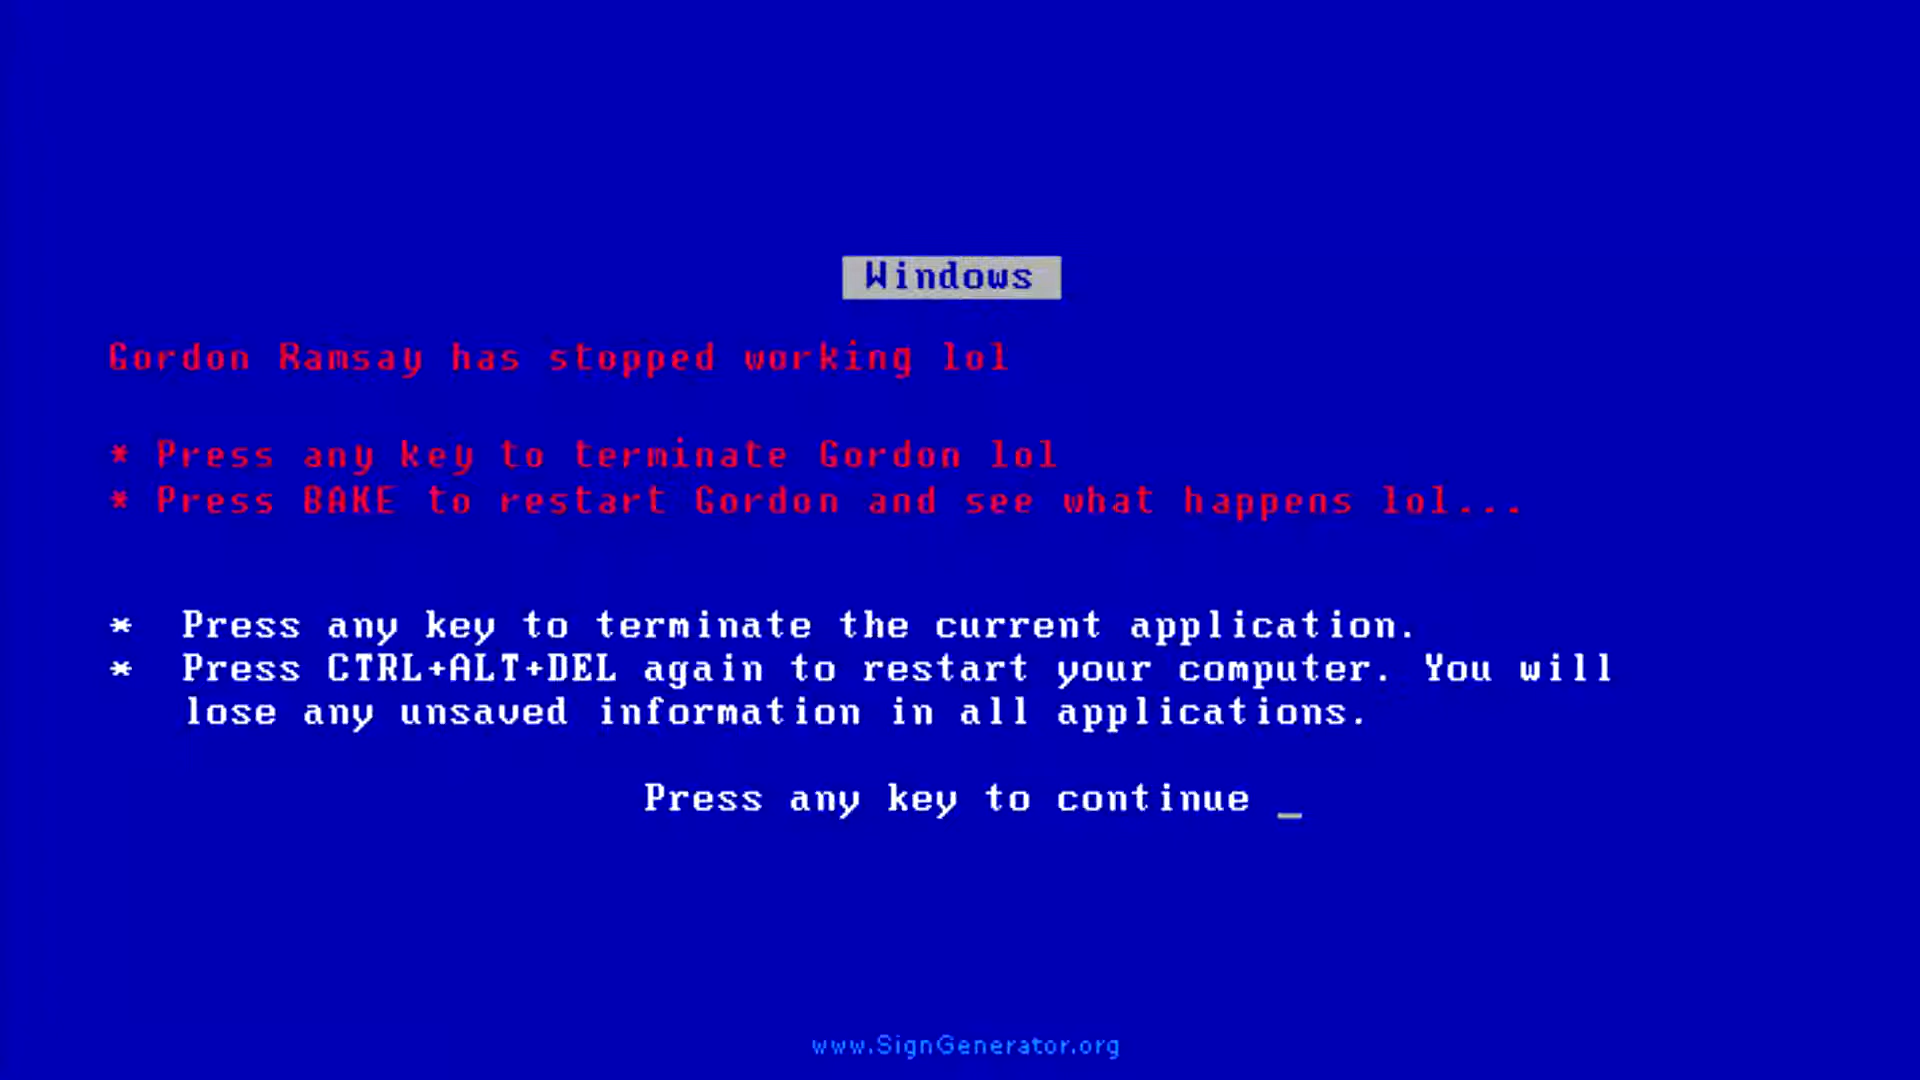 Windows
Gordon Ramsay has stopped working lol
* Press any key to terminate Gordon lol
* Press BAKE to restart Gordon and see what happens lol...
* Press any key to terminate the current application.
* Press CTRL+ALT+DEL again to restart your computer. You will
lose any unsaved information in all applications.
Press any key to continue _
www.SignGenerator.org